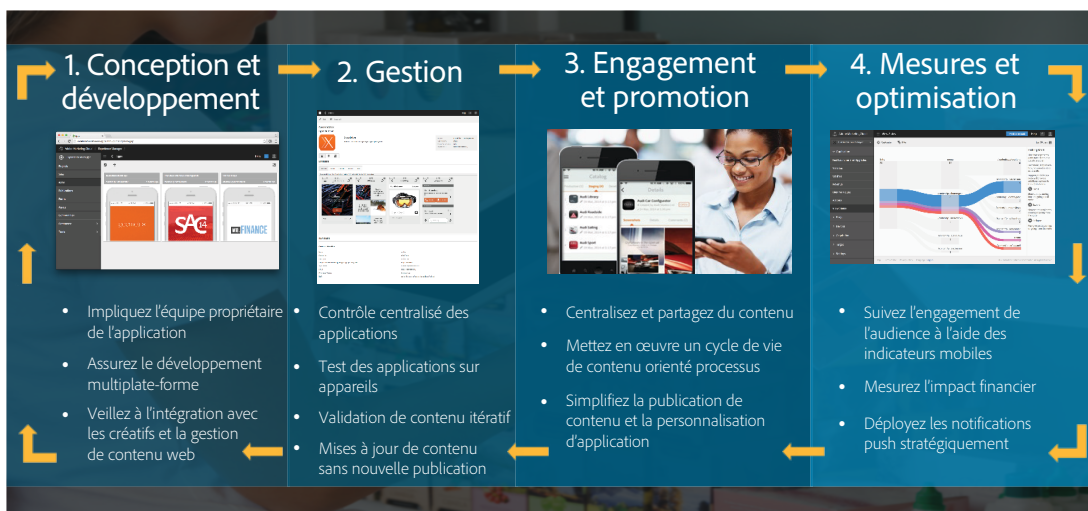 1. Conception et
développement
2. Gestion
3. Engagement
et promotion
4. Mesures et
optimisation
SAG14
FINANCE
Catalog
Details
Audi Car Configurator
• Impliquez l'équipe propriétaire
de l'application
• Assurez le développement
multiplate-forme
• Veillez à l'intégration avec
les créatifs et la gestion
de contenu web
• Contrôle centralisé des
applications
• Test des applications sur
appareils
• Validation de contenu itératif
• Mises à jour de contenu
sans nouvelle publication
• Centralisez et partagez du contenu
• Mettez en œuvre un cycle de vie
de contenu orienté processus
• Simplifiez la publication de
contenu et la personnalisation
d'application
• Suivez l'engagement de
l'audience à l'aide des
indicateurs mobiles
• Mesurez l'impact financier
• Déployez les notifications
push stratégiquement